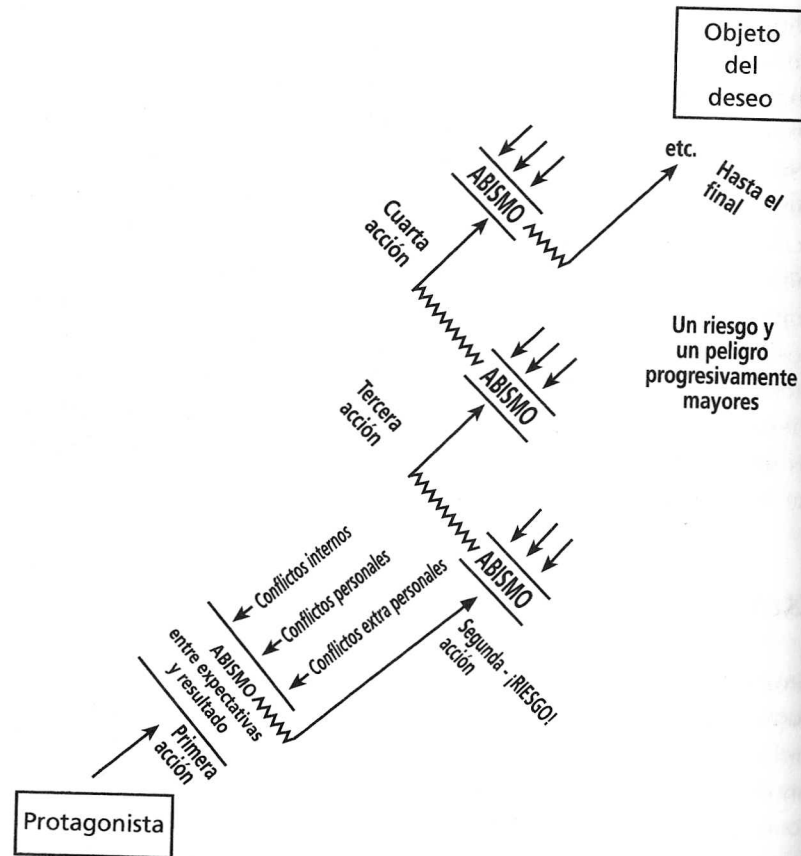 Objeto
del
deseo
etc.
Hasta el
final
ABISMO
Cuarta
acción
Un riesgo y
un peligro
progresivamente
mayores
ABISMO
Tercera
acción
ABISMO
Conflictos internos
Conflictos personales
Conflictos extra personales
Segunda - ¡RIESGO!
acción
ABISMO
entre expectativas
y resultado
Primera
acción
Protagonista